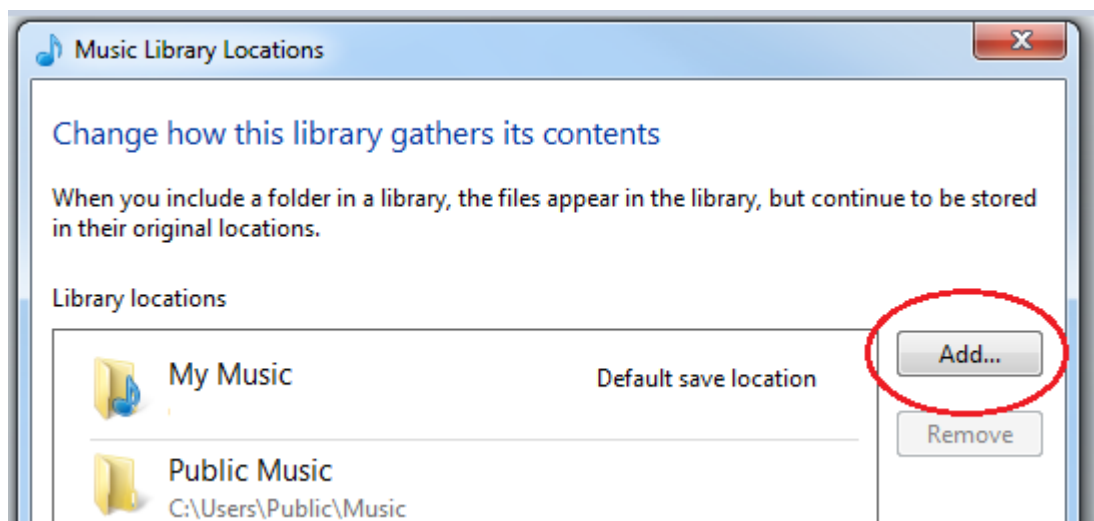 Music Library Locations
Change how this library gathers its contents
When you include a folder in a library, the files appear in the library, but continue to be stored
in their original locations.
Library locations
My Music
Default save location
Add...
Remove
Public Music
C:\Users\Public\Music